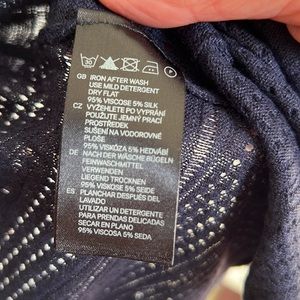 30 P
GB IRON AFTER WASH
USE MILD DETERGENT
DRY FLAT
95% VISCOSE 5% SILK
CZ VYŽEHLETE PO VYPRÁNÍ
POUŽIJTE JEMNÝ PRACÍ
PROSTŘEDEK
SUŠENÍ NA VODOROVNÉ
PLOŠE
95% VISKÓZA 5% HEDVÁBÍ
DE NACH DER WÄSCHE BÜGELN
FEINWASCHMITTEL
VERWENDEN
LIEGEND TROCKNEN
95% VISKOSE 5% SEIDE
ES PLANCHAR DESPUÉS DEL
LAVADO
UTILIZAR UN DETERGENTE
PARA PRENDAS DELICADAS
SECAR EN PLANO
95% VISCOSA 5% SEDA